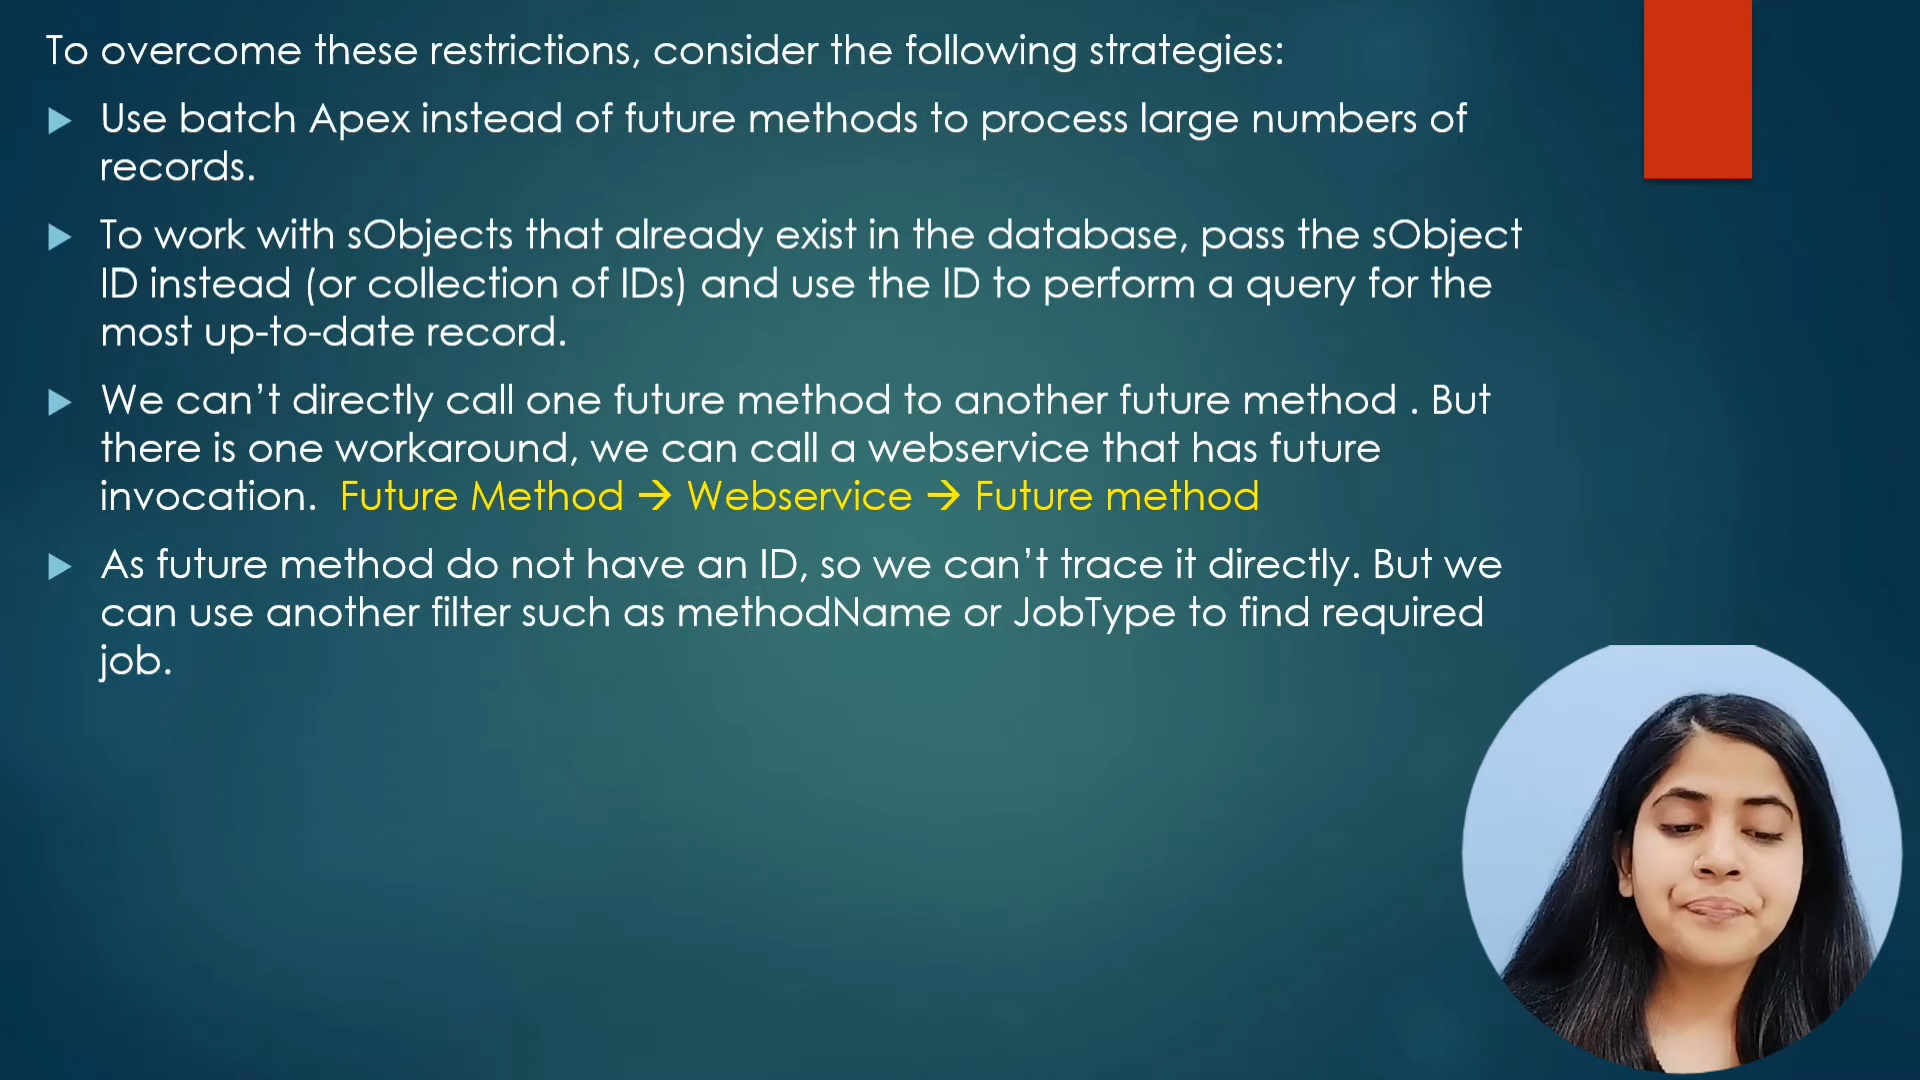 To overcome these restrictions, consider the following strategies:
Use batch Apex instead of future methods to process large numbers of
records.
To work with sObjects that already exist in the database, pass the sObject
ID instead (or collection of IDs) and use the ID to perform a query for the
most up-to-date record.
We can’t directly call one future method to another future method . But
there is one workaround, we can call a webservice that has future
invocation.  Future Method → Webservice → Future method
As future method do not have an ID, so we can’t trace it directly. But we
can use another filter such as methodName or JobType to find required
job.